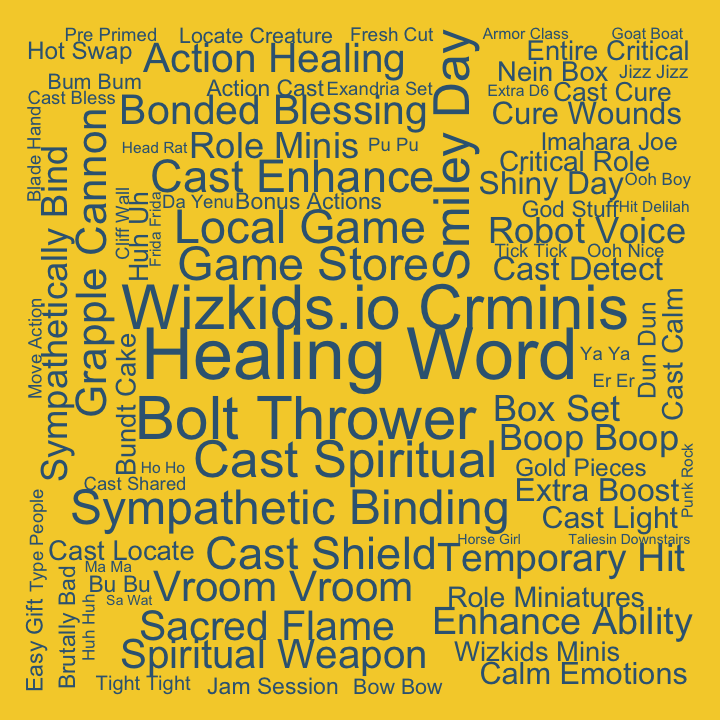 Pre Primed
Locate Creature
Fresh Cut
Armor Class
Goat Boat
Hot Swap
Action Healing
Smiley Day
Entire Critical
Nein Box
Jizz Jizz
Bum Bum
Action Cast
Exandria Set
Extra D6
Cast Cure
Cast Bless
Bonded Blessing
Cure Wounds
Blade Hand
Head Rat
Role Minis
Pu Pu
Imahara Joe
Critical Role
Sympathetically Bind
Grapple Cannon
Cast Enhance
Shiny Day
Ooh Boy
Cliff Wall
Huh Uh
Frida Frida
Da Yenu
Bonus Actions
God Stuff
Hit Delilah
Local Game
Robot Voice
Tick Tick
Ooh Nice
Game Store
Cast Detect
Wizkids.io Crminis
Move Action
Healing Word
Ya Ya
Er Er
Dun Dun
Cast Calm
Bundt Cake
Bolt Thrower
Box Set
Boop Boop
Cast Spiritual
Ho Ho
Gold Pieces
Punk Rock
Cast Shared
Extra Boost
Sympathetic Binding
Cast Light
Type People
Horse Girl
Taliesin Downstairs
Cast Locate
Cast Shield
Temporary Hit
Ma Ma
Bu Bu
Vroom Vroom
Sa Wat
Easy Gift
Brutally Bad
Huh Huh
Role Miniatures
Sacred Flame
Enhance Ability
Spiritual Weapon
Wizkids Minis
Calm Emotions
Tight Tight
Jam Session
Bow Bow